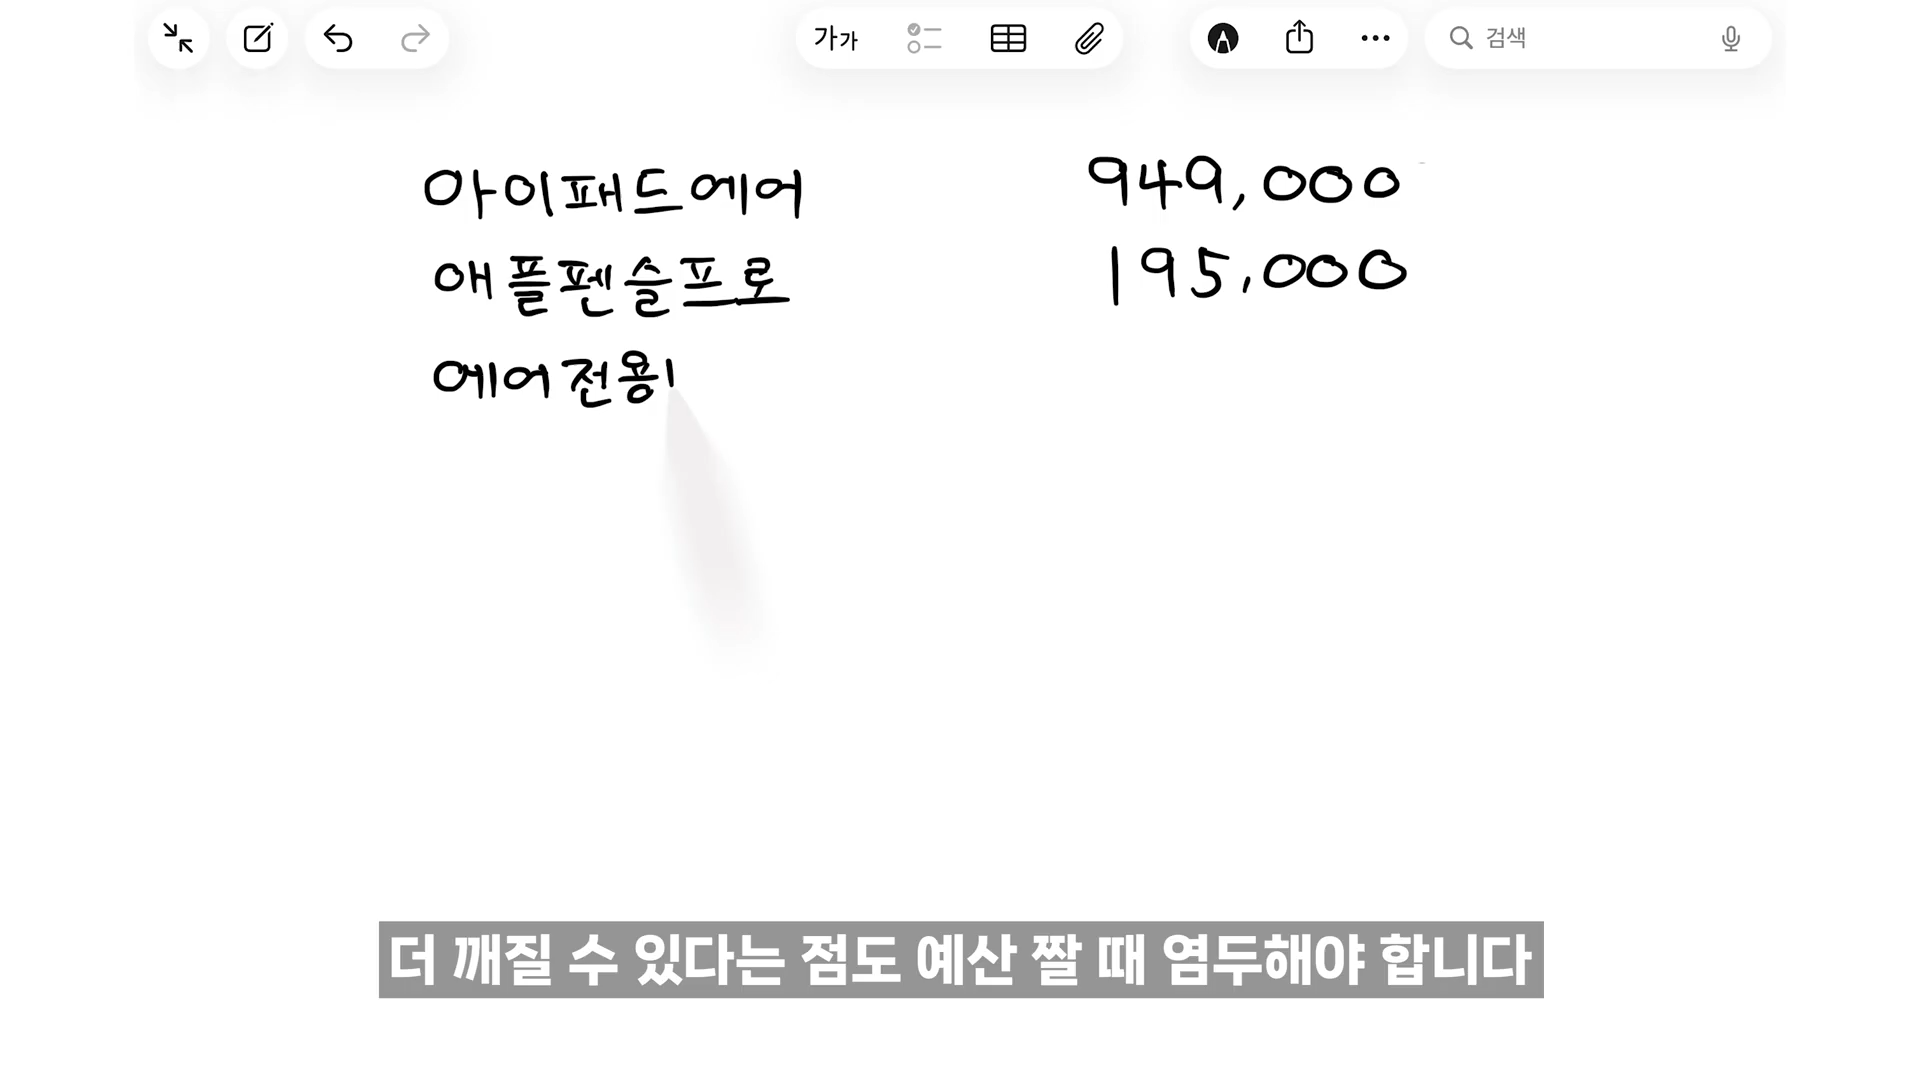 가가
검색
아이패드에어 949,000
애플펜슬프로 195,000
에어전용
더 깨질 수 있다는 점도 예산 짤 때 염두해야 합니다